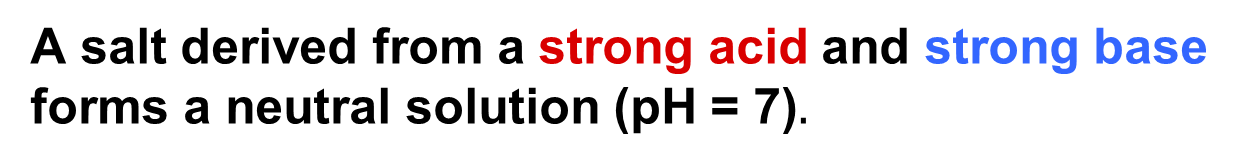 A salt derived from a strong acid and strong base
forms a neutral solution (pH = 7).